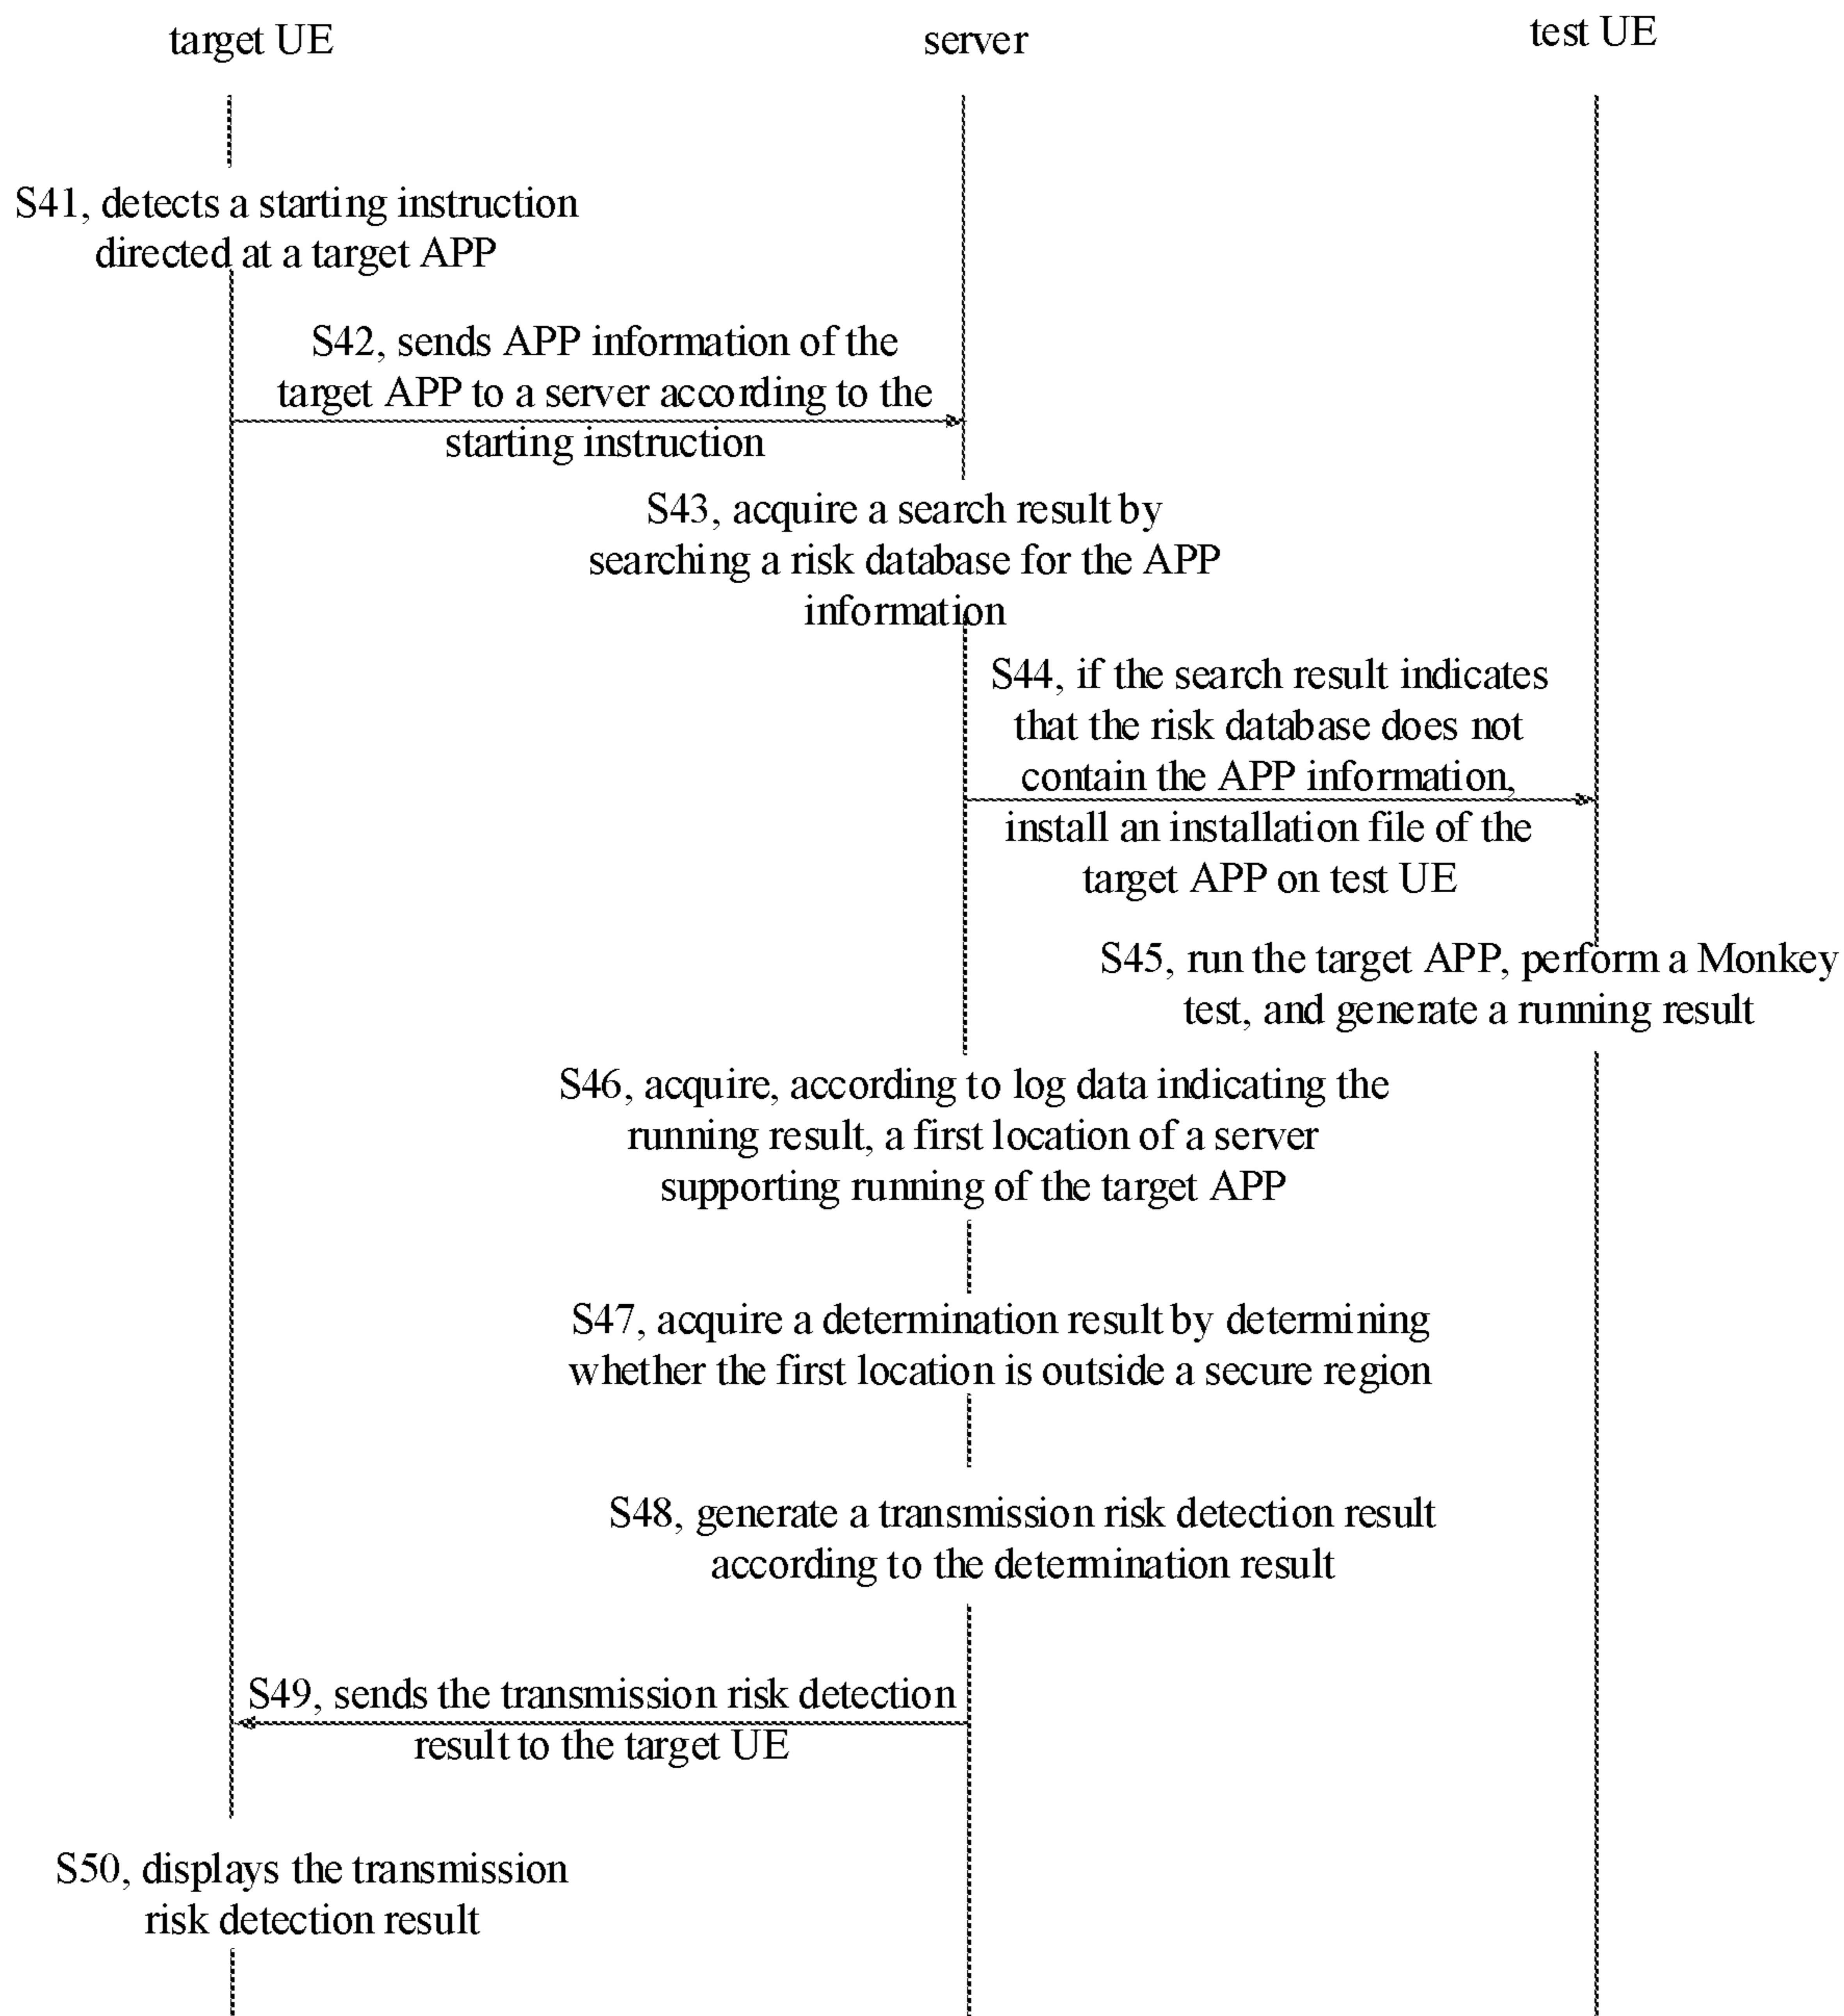 target UE
server
test UE
S41, detects a starting instruction
directed at a target APP
S42, sends APP information of the
target APP to a server according to the
starting instruction
S43, acquire a search result by
searching a risk database for the APP
information
S44, if the search result indicates
that the risk database does not
contain the APP information,
install an installation file of the
target APP on test UE
S45, run the target APP, perform a Monkey
test, and generate a running result
S46, acquire, according to log data indicating the
running result, a first location of a server
supporting running of the target APP
S47, acquire a determination result by determining
whether the first location is outside a secure region
S48, generate a transmission risk detection result
according to the determination result
S49, sends the transmission risk detection
result to the target UE
S50, displays the transmission
risk detection result